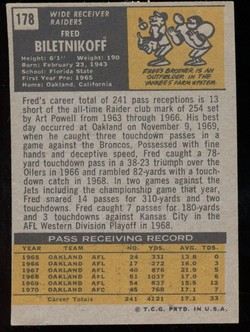 178
WIDE RECEIVER
RAIDERS
FRED
BILETNIKOFF
Height: 6'1" Weight: 190
Born: February 23, 1943
School: Florida State
First Year Pro: 1965
Home: Oakland, California
FRED'S BROTHER IS AN
OUTFIELDER IN THE
YANKEES FARM SYSTEM.
Fred's career total of 241 pass receptions is 13
short of the all-time Raider club mark of 254 set
by Art Powell from 1963 through 1966. His best
day occurred at Oakland on November 9, 1969,
when he caught three touchdown passes in a
game against the Broncos. Possessed with fine
hands and deceptive speed, Fred caught a 78-
yard touchdown pass in a 38-23 triumph over the
Oilers in 1966 and rambled 82-yards with a touch-
down catch in 1968. In two games against the
Jets including the championship game that year,
Fred snared 14 passes for 310-yards and two
touchdowns. Fred caught 7 passes for 180-yards
and 3 touchdowns against Kansas City in the
AFL Western Division Playoff in 1968.
PASS RECEIVING RECORD
YEAR TEAM LEAGUE NO. YARDS AVG. TDS
1965 OAKLAND AFL 24 331 13.8 0
1966 OAKLAND AFL 17 272 16.0 3
1967 OAKLAND AFL 40 876 21.9 5
1968 OAKLAND AFL 61 1037 17.0 6
1969 OAKLAND AFL 54 837 15.5 12
1970 OAKLAND AFC 45 768 17.1 7
Career Totals 241 4121 17.1 33
© T.C.G. PRTD. IN U.S.A.